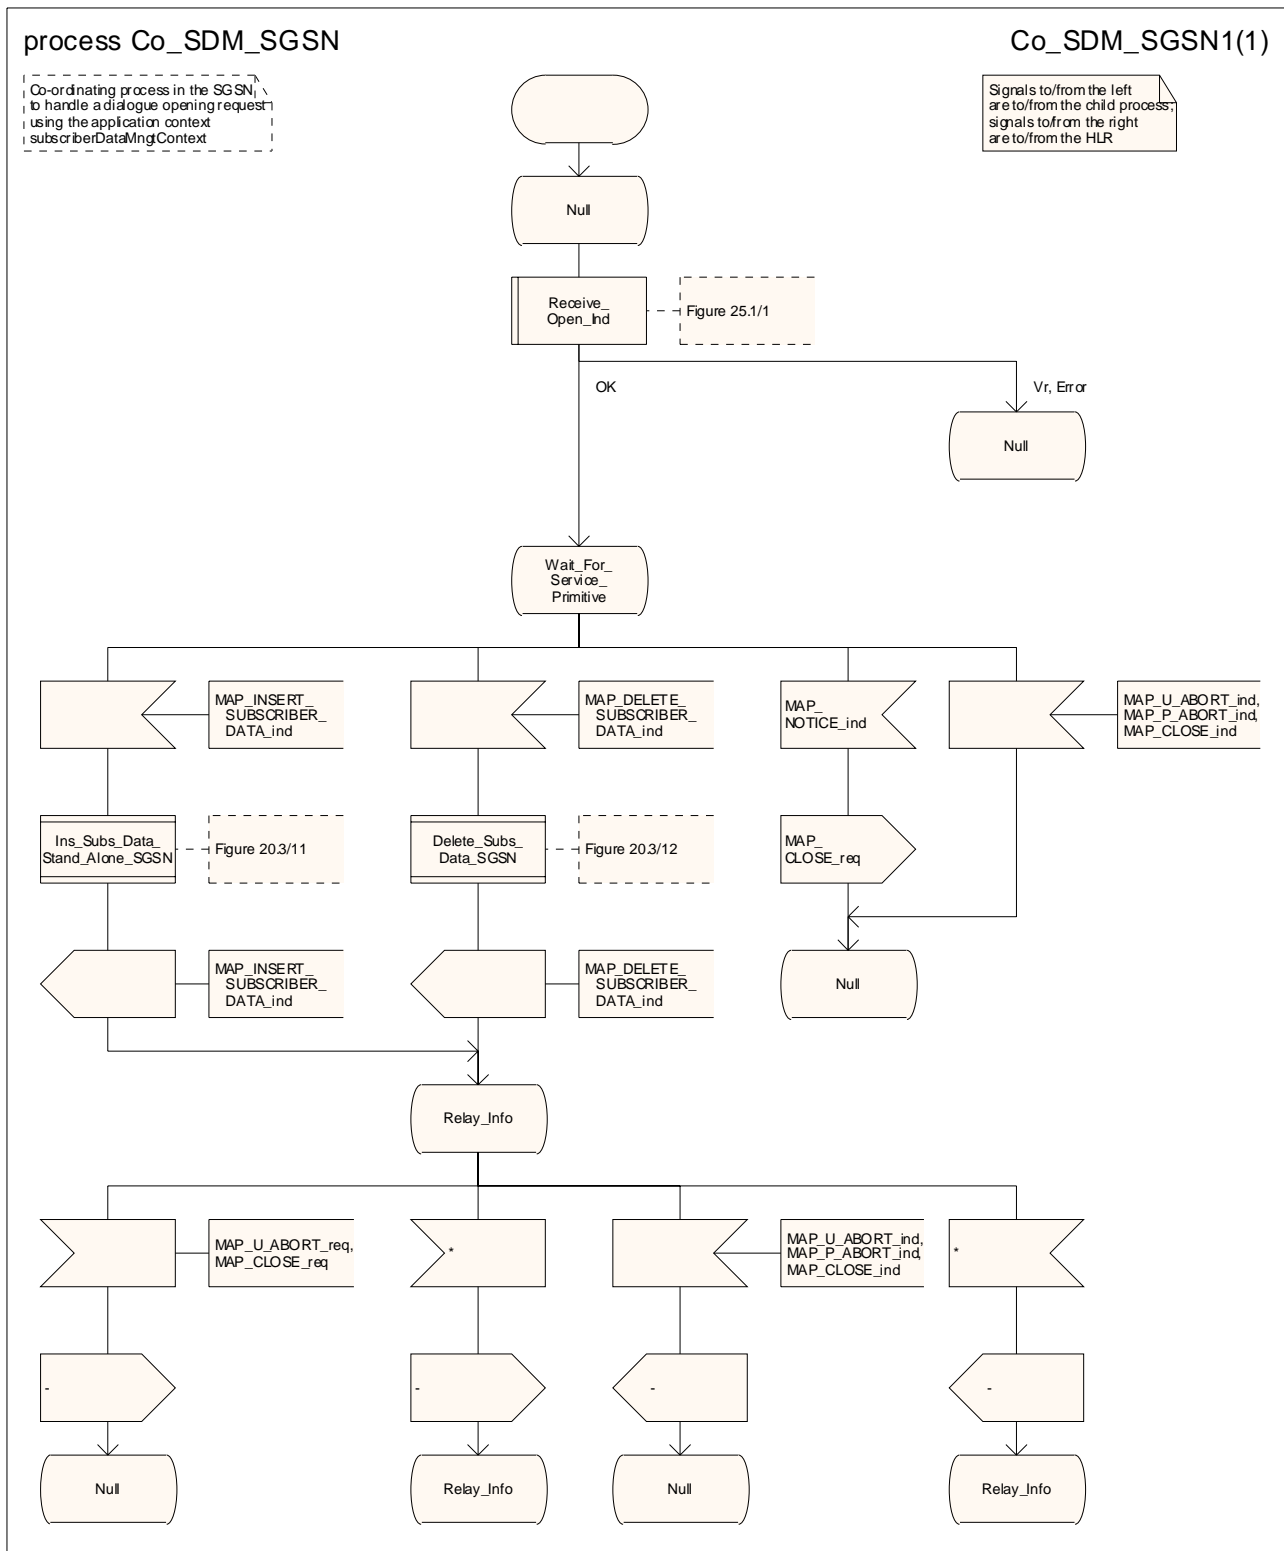 process Co_SDM_SGSN
Co_SDM_SGSN1(1)
Co-ordinating process in the SGSN
to handle a dialogue opening request
using the application context
subscriberDataMngtContext
Signals to/from the left
are to/from the child process;
signals to/from the right
are to/from the HLR
Null
Receive_
Open_Ind
Figure 25.1/1
OK
Vr, Error
Null
Wait_For_
Service_
Primitive
MAP_INSERT_
SUBSCRIBER_
DATA_ind
MAP_DELETE_
SUBSCRIBER_
DATA_ind
MAP_
NOTICE_ind
MAP_U_ABORT_ind,
MAP_P_ABORT_ind,
MAP_CLOSE_ind
Ins_Subs_Data_
Stand_Alone_SGSN
Figure 20.3/11
Delete_Subs_
Data_SGSN
Figure 20.3/12
MAP_
CLOSE_req
MAP_INSERT_
SUBSCRIBER_
DATA_ind
MAP_DELETE_
SUBSCRIBER_
DATA_ind
Null
Relay_Info
MAP_U_ABORT_req,
MAP_CLOSE_req
*
MAP_U_ABORT_ind,
MAP_P_ABORT_ind,
MAP_CLOSE_ind
*
-
-
-
-
Null
Relay_Info
Null
Relay_Info